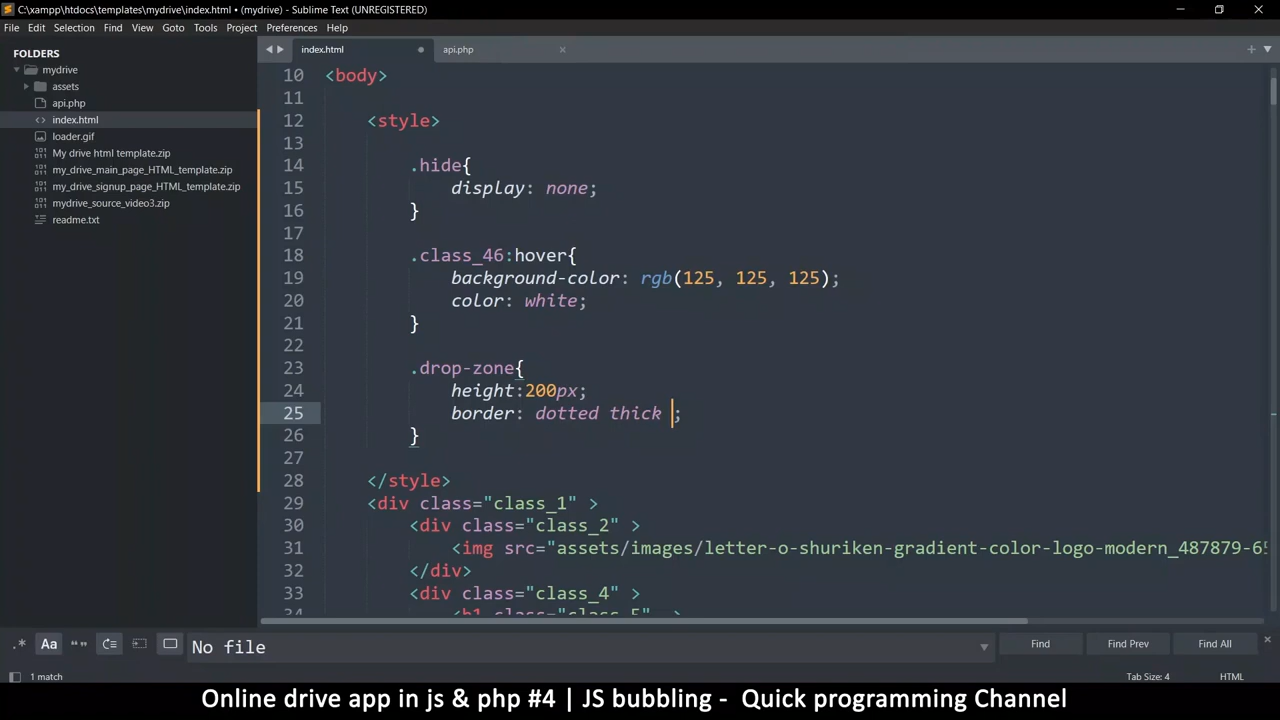 C:\xampp\htdocs\templates\mydrive\index.html • (mydrive) - Sublime Text (UNREGISTERED)
File Edit Selection Find View Goto Tools Project Preferences Help
FOLDERS
mydrive
assets
api.php
index.html
loader.gif
My drive html template.zip
my_drive_main_page_HTML_template.zip
my_drive_signup_page_HTML_template.zip
mydrive_source_video3.zip
readme.txt
index.html api.php
10 <body>
11
12 <style>
13
14 .hide{
15 display: none;
16 }
17
18 .class_46:hover{
19 background-color: rgb(125, 125, 125);
20 color: white;
21 }
22
23 .drop-zone{
24 height:200px;
25 border: dotted thick ;
26 }
27
28 </style>
29 <div class="class_1" >
30 <div class="class_2" >
31 <img src="assets/images/letter-o-shuriken-gradient-color-logo-modern_487879-65
32 </div>
33 <div class="class_4" >
34 <h1 class="class_5" >
.* Aa “” No file Find Find Prev Find All
1 match Tab Size: 4 HTML
Online drive app in js & php #4 | JS bubbling - Quick programming Channel